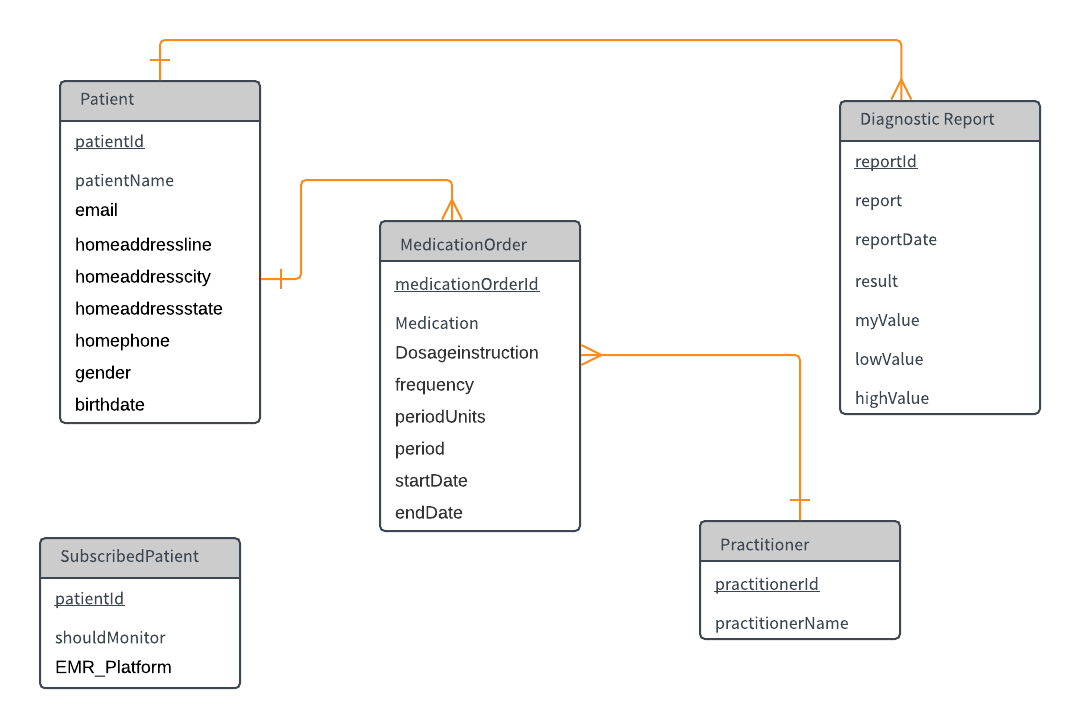 Patient
patientId
patientName
email
homeaddressline
homeaddresscity
homeaddressstate
homephone
gender
birthdate
Diagnostic Report
reportId
report
reportDate
result
myValue
lowValue
highValue
MedicationOrder
medicationOrderId
Medication
Dosageinstruction
frequency
periodUnits
period
startDate
endDate
SubscribedPatient
patientId
shouldMonitor
EMR_Platform
Practitioner
practitionerId
practitionerName